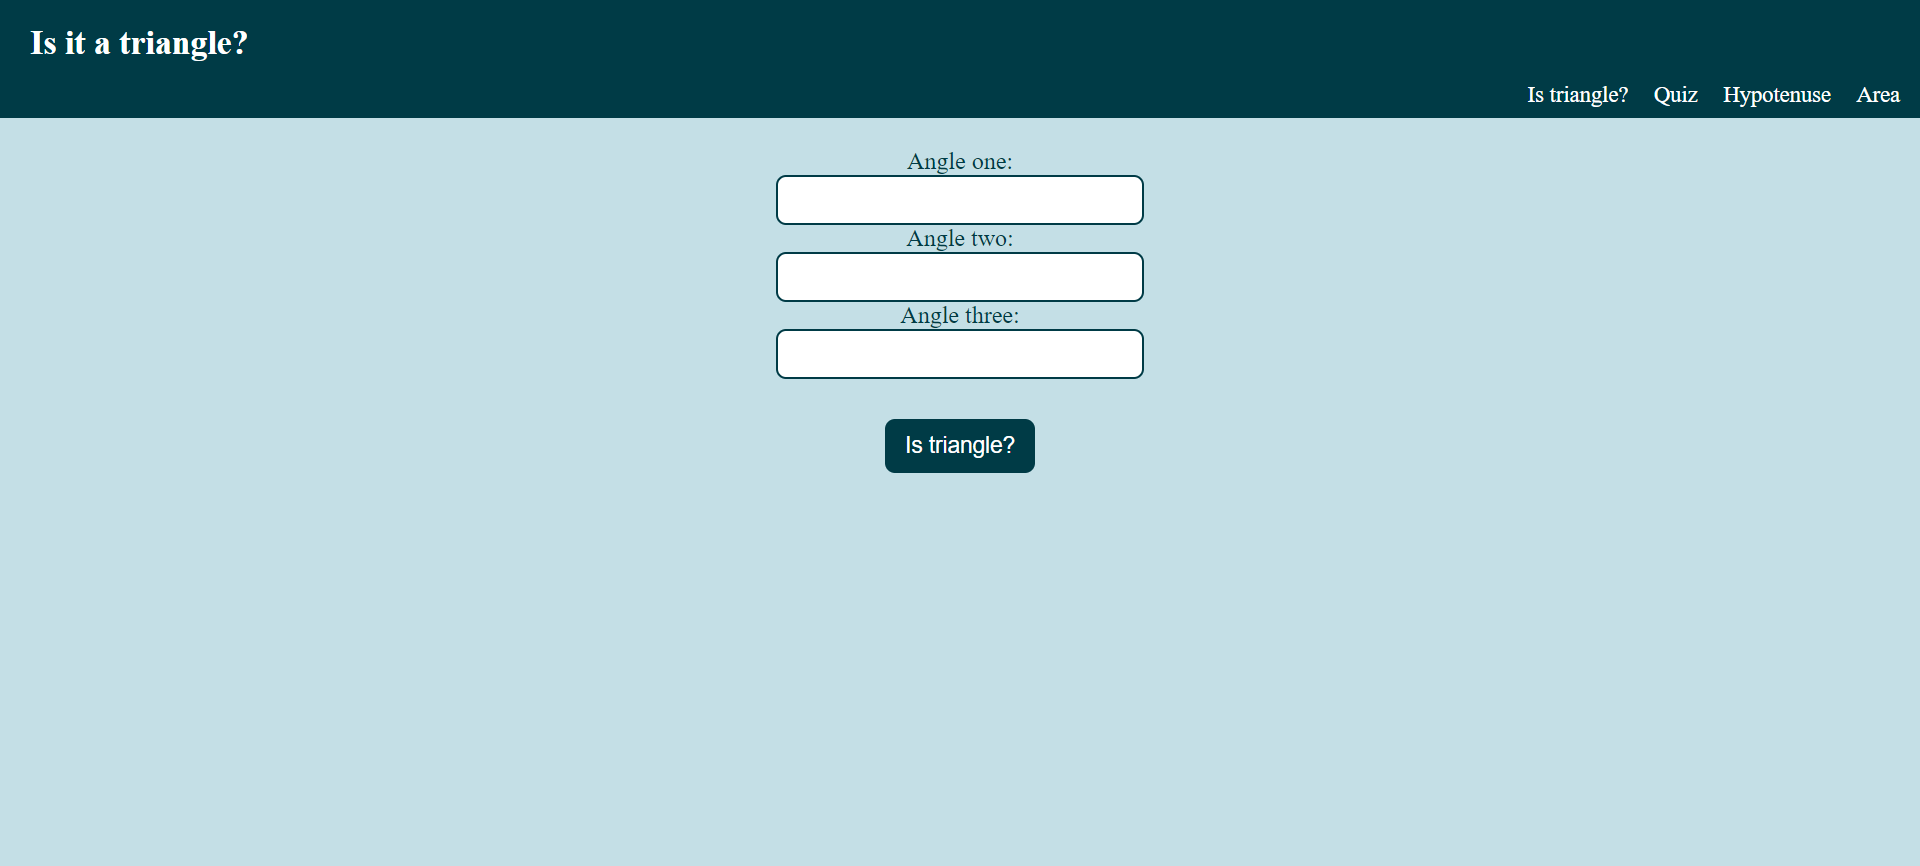 Is it a triangle?
Is triangle? Quiz Hypotenuse Area
Angle one:
Angle two:
Angle three:
Is triangle?